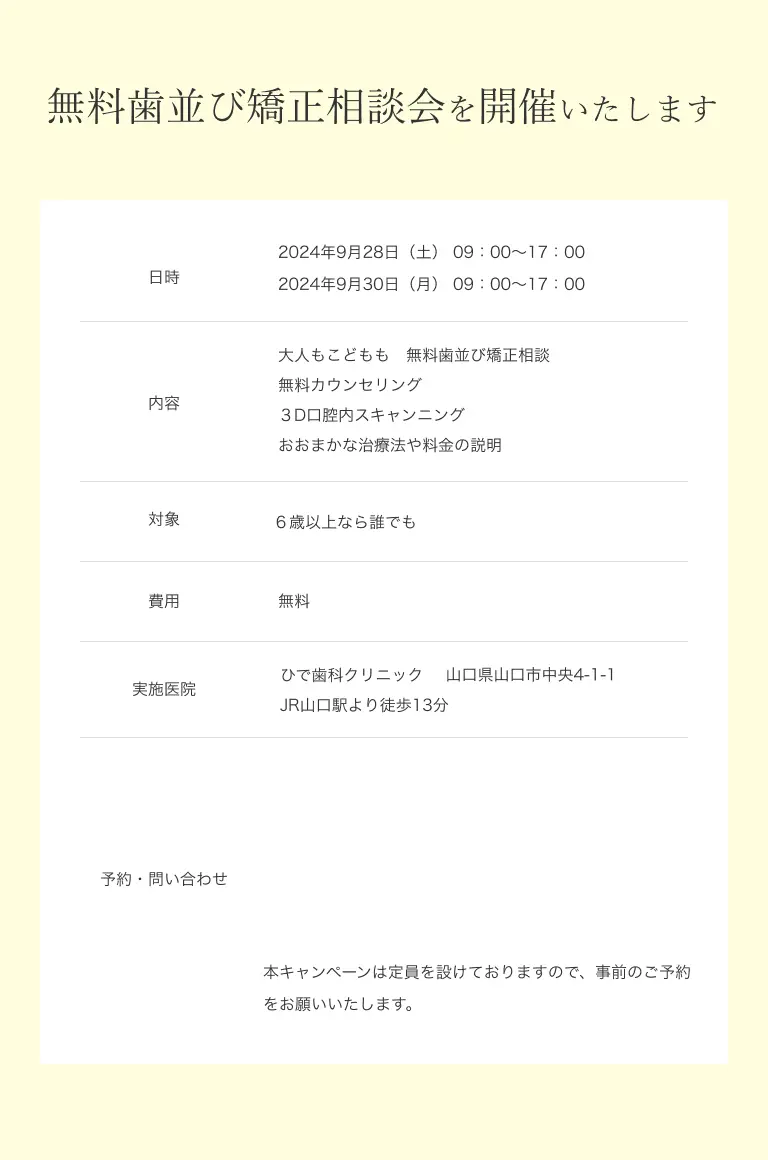 無料歯並び矯正相談会を開催いたします
日時
2024年9月28日（土） 09：00〜17：00
2024年9月30日（月） 09：00〜17：00
内容
大人もこどもも　無料歯並び矯正相談
無料カウンセリング
３D口腔内スキャンニング
おおまかな治療法や料金の説明
対象
６歳以上なら誰でも
費用
無料
実施医院
ひで歯科クリニック　 山口県山口市中央4-1-1
JR山口駅より徒歩13分
予約・問い合わせ
本キャンペーンは定員を設けておりますので、事前のご予約
をお願いいたします。